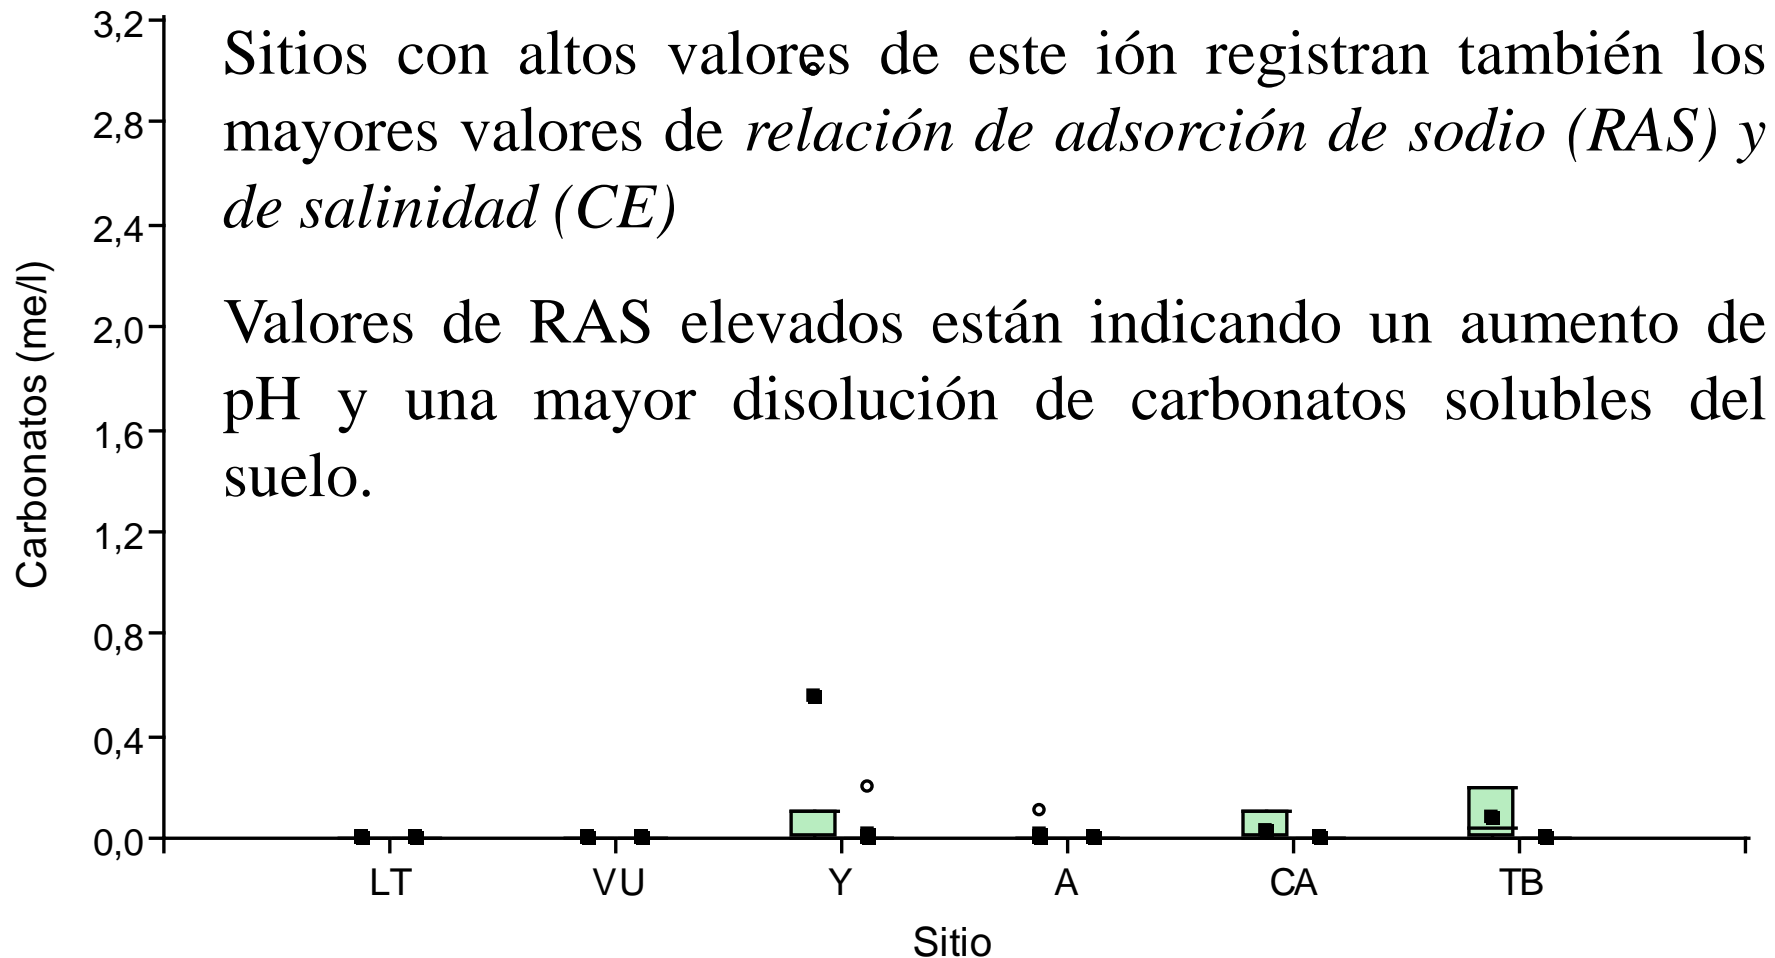 Sitios con altos valores de este ión registran también los
mayores valores de relación de adsorción de sodio (RAS) y
de salinidad (CE)
Valores de RAS elevados están indicando un aumento de
pH y una mayor disolución de carbonatos solubles del
suelo.
Carbonatos (me/l)
3,2
2,8
2,4
2,0
1,6
1,2
0,8
0,4
0,0
LT VU Y A CA TB
Sitio